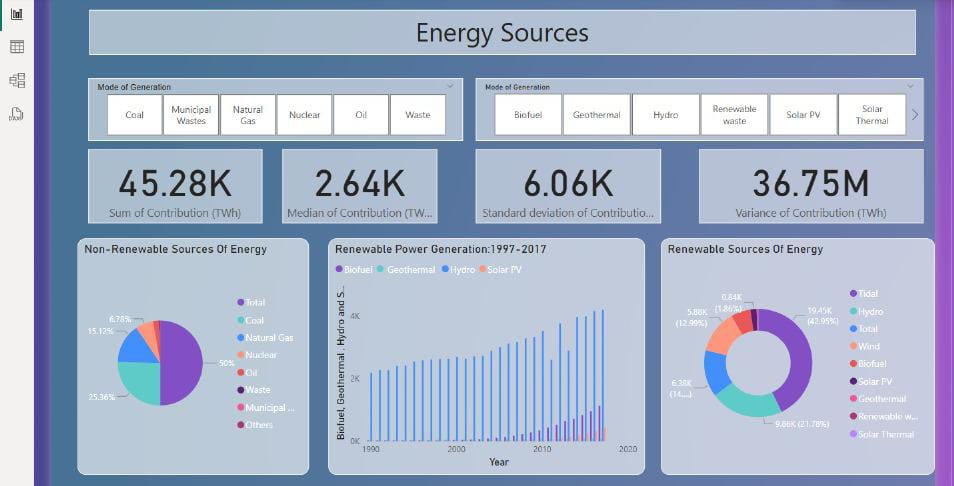 Energy Sources
Mode of Generation
Coal
Municipal
Wastes
Natural
Gas
Nuclear
Oil
Waste
Mode of Generation
Biofuel
Geothermal
Hydro
Renewable
waste
Solar PV
Solar
Thermal
45.28K
Sum of Contribution (TWh)
2.64K
Median of Contribution (TW...
6.06K
Standard deviation of Contributio...
36.75M
Variance of Contribution (TWh)
Non-Renewable Sources Of Energy
6.78%
15.12%
25.36%
50%
Total
Coal
Natural Gas
Nuclear
Oil
Waste
Municipal ...
Others
Renewable Power Generation:1997-2017
Biofuel Geothermal Hydro Solar PV
Biofuel, Geothermal, Hydro and S...
4K
2K
0K
1990 2000 2010 2020
Year
Renewable Sources Of Energy
0.84K
(1.86%)
5.88K
(12.99%)
6.38K
(14....)
19.45K
(42.95%)
9.86K (21.78%)
Tidal
Hydro
Total
Wind
Biofuel
Solar PV
Geothermal
Renewable w...
Solar Thermal